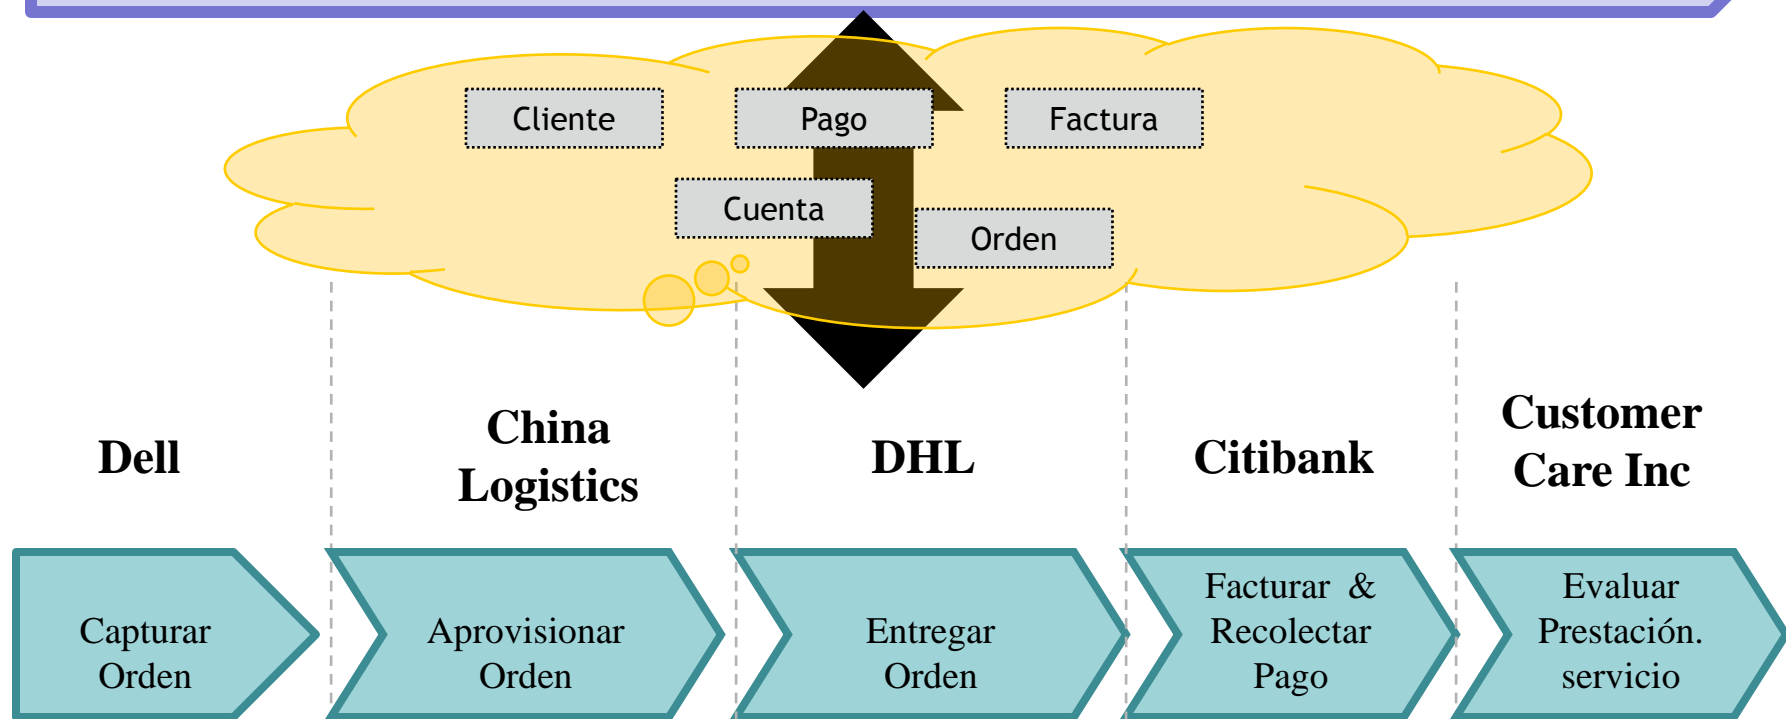 Cliente
Pago
Factura
Cuenta
Orden
Dell
China
Logistics
DHL
Citibank
Customer
Care Inc
Capturar
Orden
Aprovisionar
Orden
Entregar
Orden
Facturar &
Recolectar
Pago
Evaluar
Prestación.
servicio